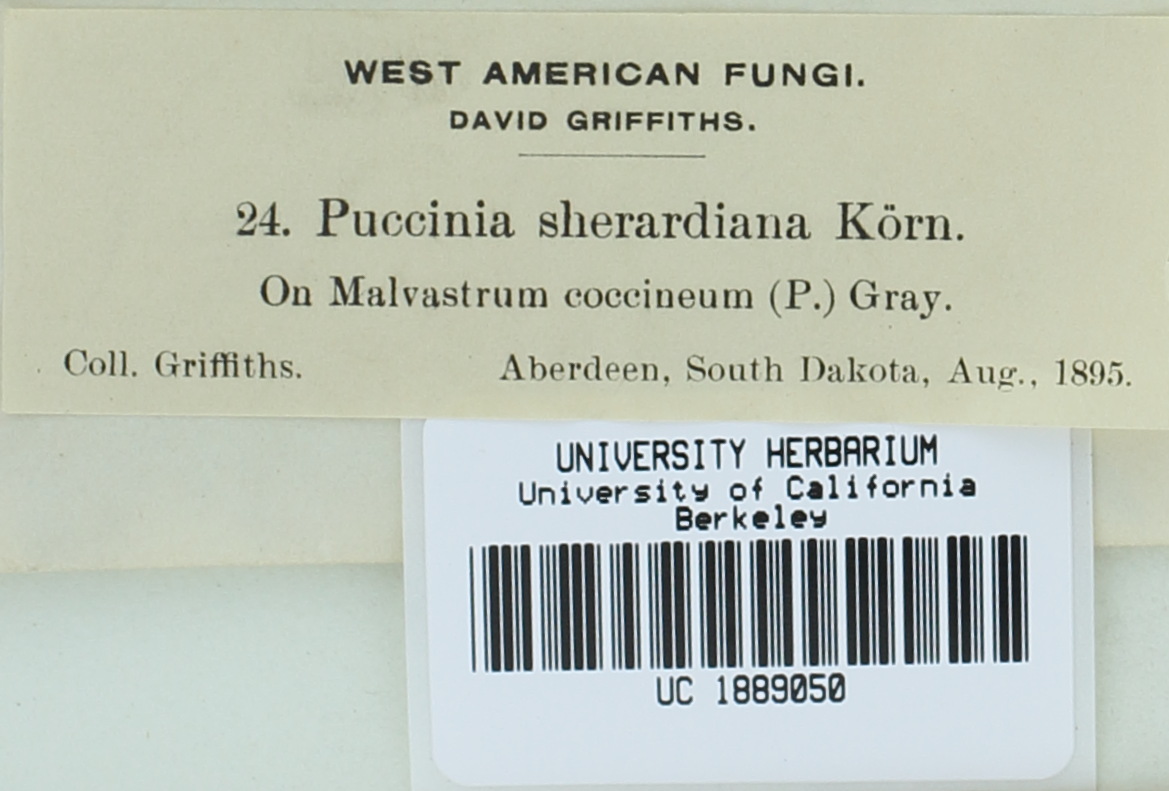 WEST AMERICAN FUNGI.
DAVID GRIFFITHS.
24. Puccinia sherardiana Körn.
On Malvastrum coccineum (P.) Gray.
Coll. Griffiths. Aberdeen, South Dakota, Aug., 1895.
UNIVERSITY HERBARIUM
University of California
Berkeley
UC 1889050